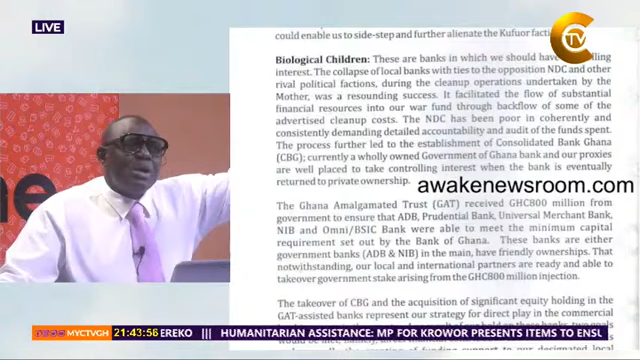 LIVE
could enable us to side-step and further alienate the Kufuor
C
TV
Biological Children: These are banks in which we should have
interest. The collapse of local banks with ties to the opposition NDC and other
rival political factions, during the cleanup operations undertaken by the
Mother, was a resounding success. It facilitated the flow of substantial
financial resources into our war fund through backflow of some of the
advertised cleanup costs. The NDC has been poor in coherently and
consistently demanding detailed accountability and audit of the funds spent.
The process further led to the establishment of Consolidated Bank Ghana
(CBG); currently a wholly owned Government of Ghana bank and our proxies
are well placed to take controlling interest when the bank is eventually
returned to private ownership.
awakenewsroom.com
The Ghana Amalgamated Trust (GAT) received GHC800 million from
government to ensure that ADB, Prudential Bank, Universal Merchant Bank,
NIB and Omni/BSIC Bank were able to meet the minimum capital
requirement set out by the Bank of Ghana. These banks are either
government banks (ADB & NIB) in the main, have friendly ownerships. That
notwithstanding, our local and international partners are ready and able to
takeover government stake arising from the GHC800 million injection.
The takeover of CBG and the acquisition of significant equity holding in the
GAT-assisted banks represent our strategy for direct play in the commercial
MYCTVGH 21:43:56 EREKO || HUMANITARIAN ASSISTANCE: MP FOR KROWOR PRESENTS ITEMS TO ENSL